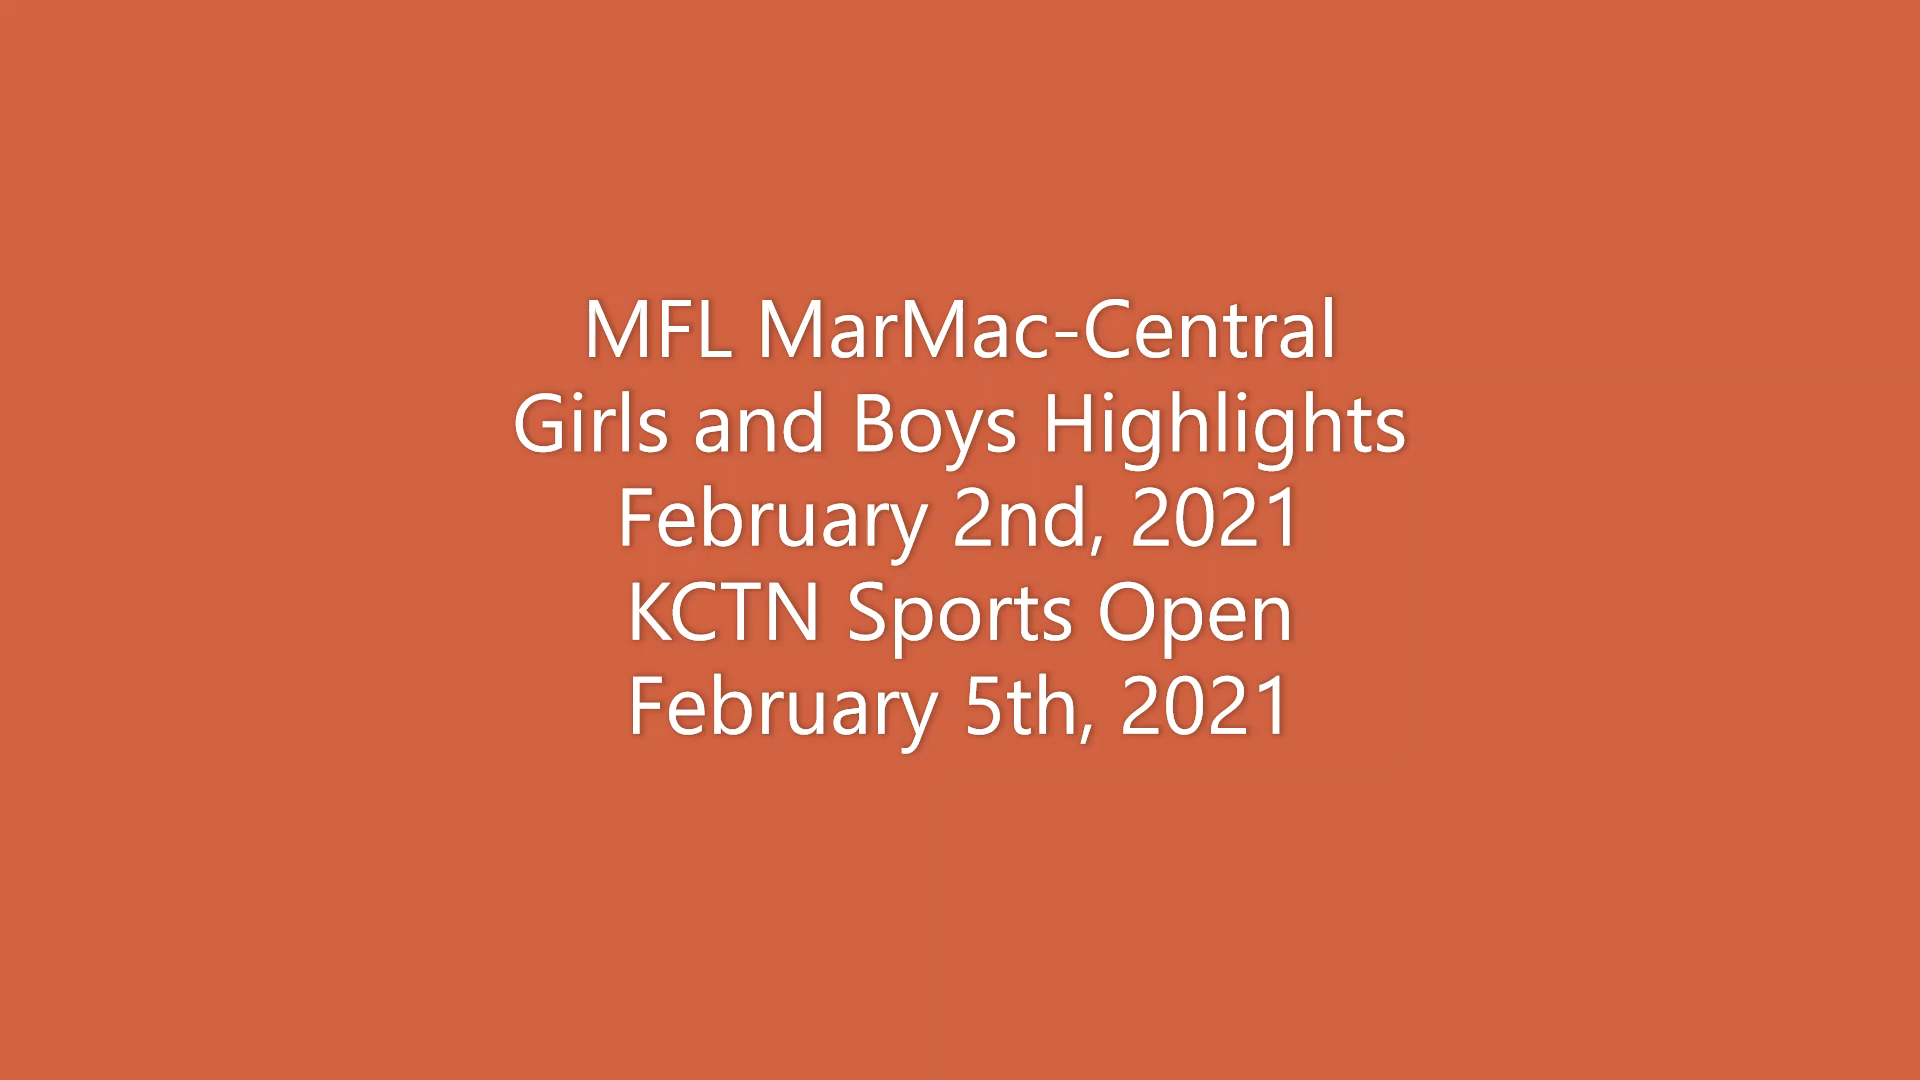 MFL MarMac-Central
Girls and Boys Highlights
February 2nd, 2021
KCTN Sports Open
February 5th, 2021